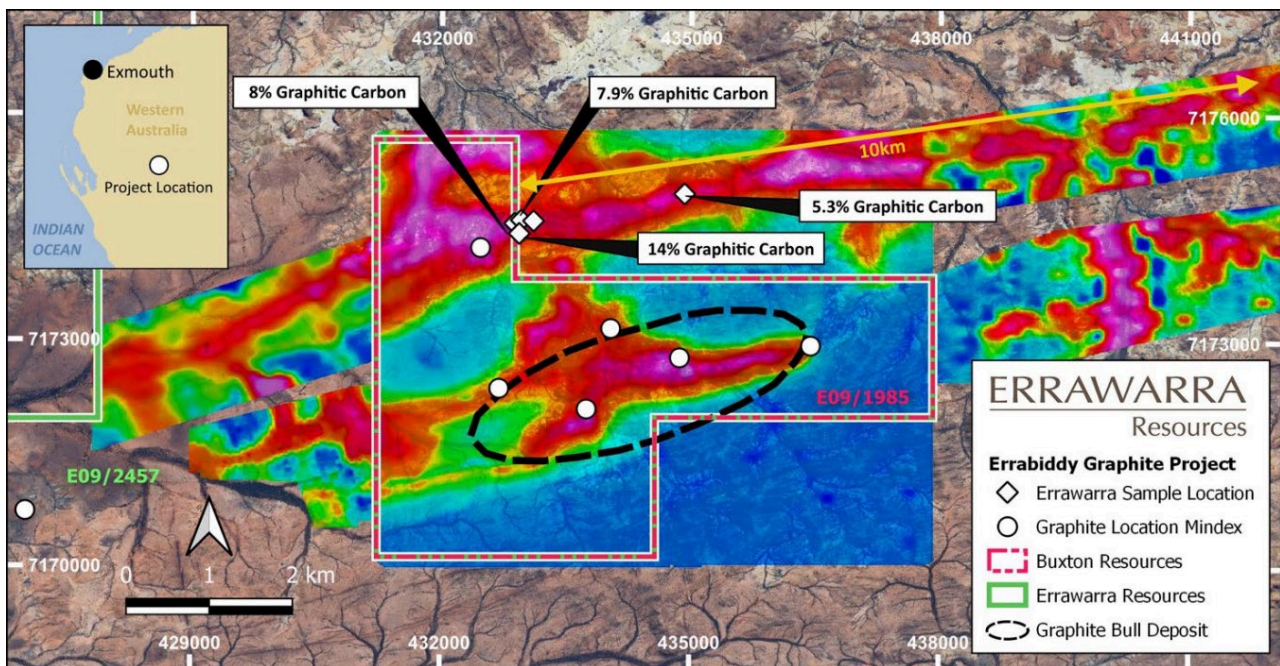 432000
435000
438000
441000
Exmouth
Western
Australia
Project Location
INDIAN
OCEAN
8% Graphitic Carbon
7.9% Graphitic Carbon
7176000
10km
5.3% Graphitic Carbon
14% Graphitic Carbon
7173000
7173000
E09/1985
E09/2457
7170000
0 1 2 km
429000
432000
435000
438000
ERRAWARRA
Resources
Errabiddy Graphite Project
Errawarra Sample Location
Graphite Location Mindex
Buxton Resources
Errawarra Resources
Graphite Bull Deposit